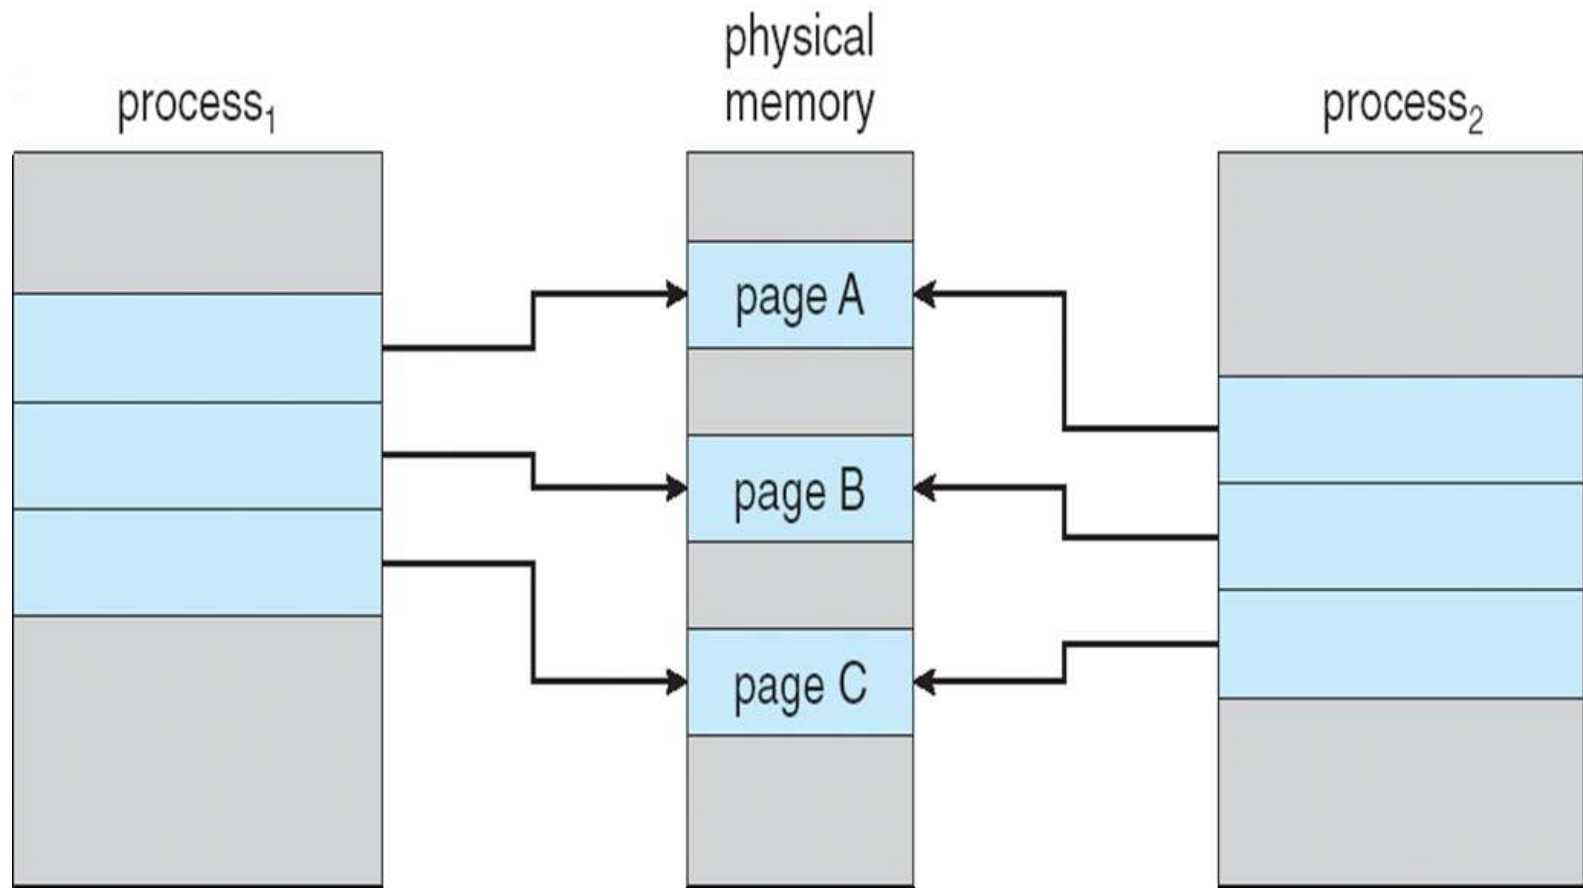 physical
memory
process₁
process₂
page A
page B
page C